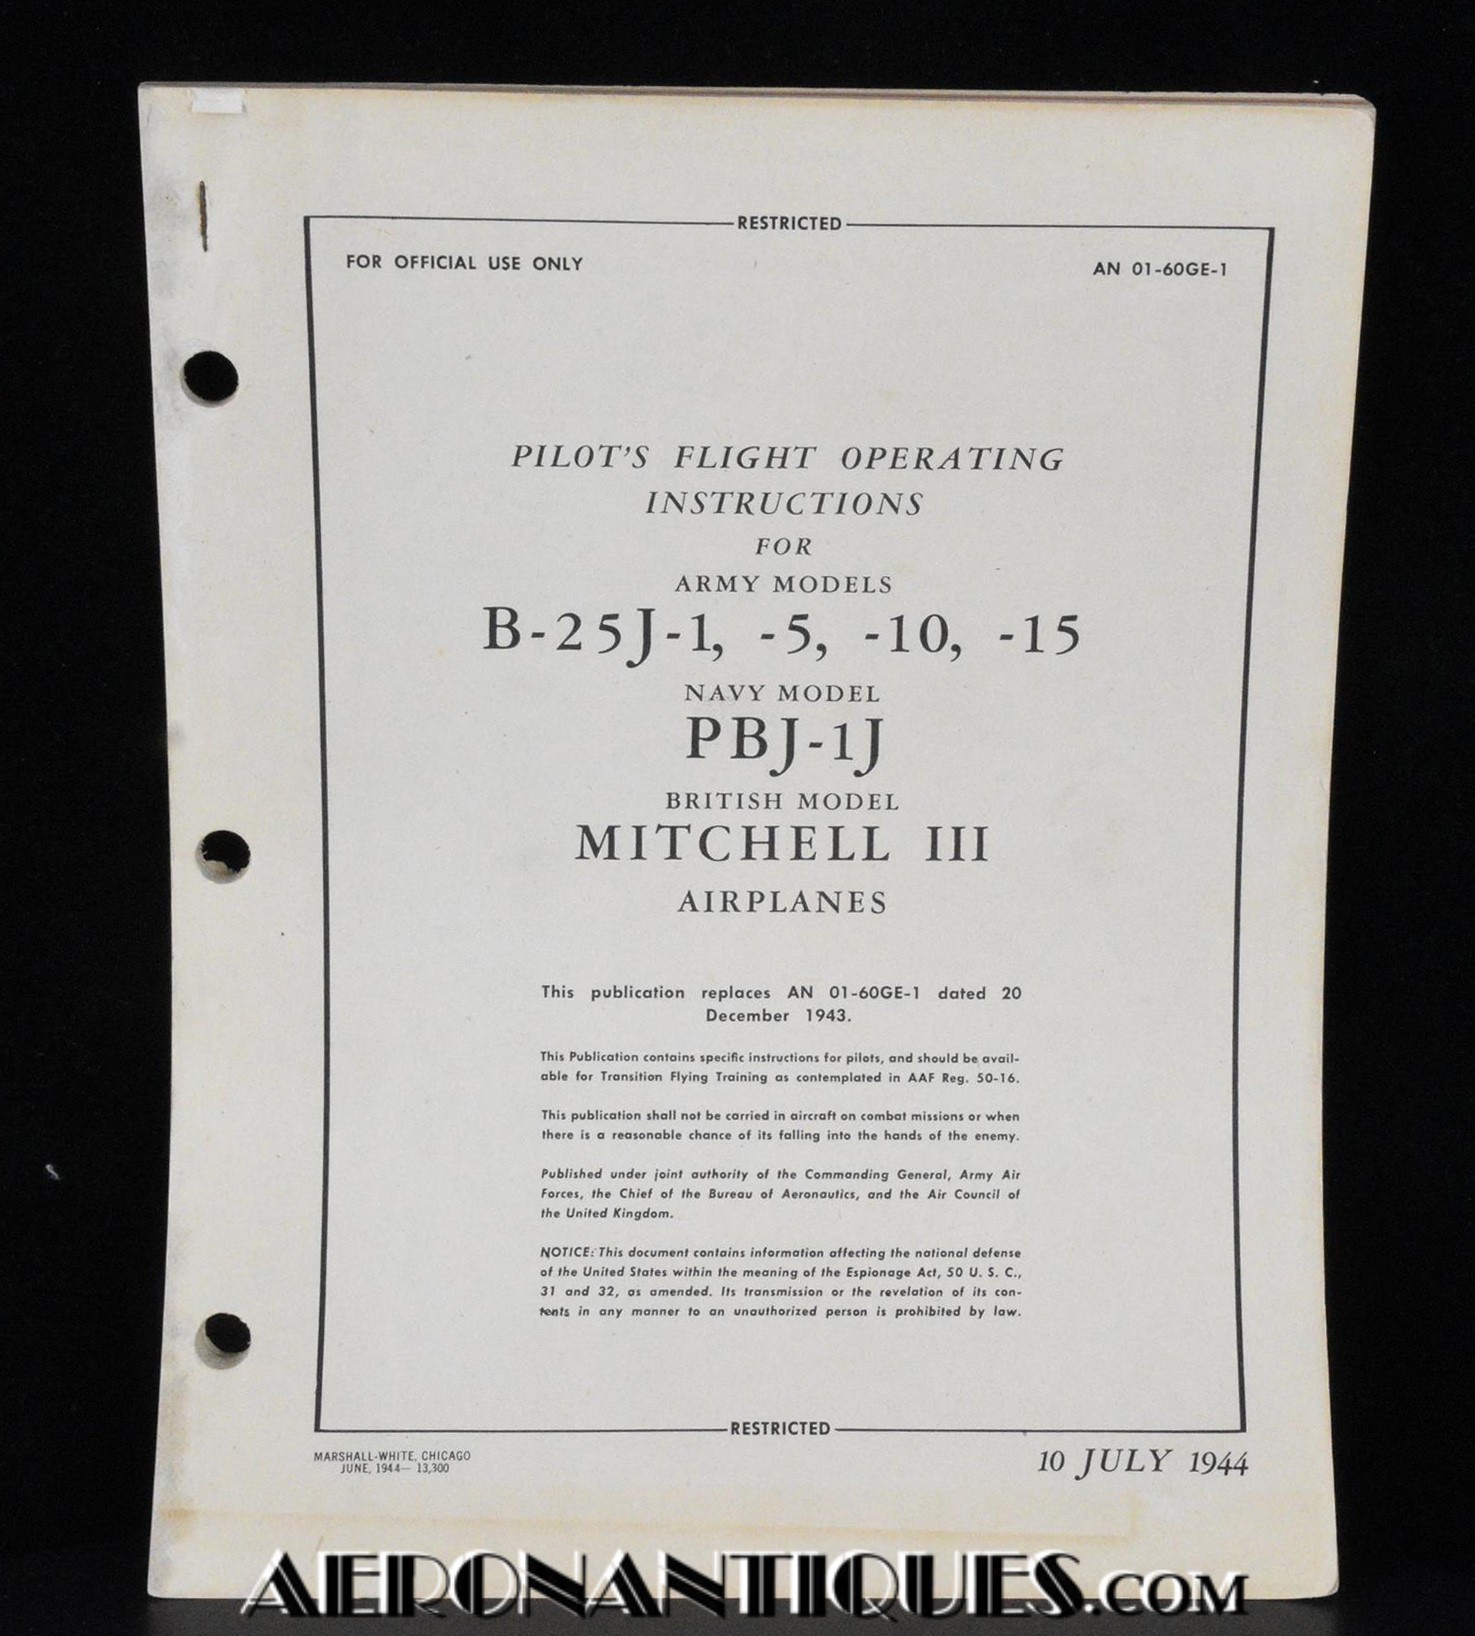 RESTRICTED
FOR OFFICIAL USE ONLY
AN 01-60GE-1
PILOT'S FLIGHT OPERATING
INSTRUCTIONS
FOR
ARMY MODELS
B-25J-1, -5, -10, -15
NAVY MODEL
PBJ-1J
BRITISH MODEL
MITCHELL III
AIRPLANES
This publication replaces AN 01-60GE-1 dated 20
December 1943.
This Publication contains specific instructions for pilots, and should be avail-
able for Transition Flying Training as contemplated in AAF Reg. 50-16.
This publication shall not be carried in aircraft on combat missions or when
there is a reasonable chance of its falling into the hands of the enemy.
Published under joint authority of the Commanding General, Army Air
Forces, the Chief of the Bureau of Aeronautics, and the Air Council of
the United Kingdom.
NOTICE: This document contains information affecting the national defense
of the United States within the meaning of the Espionage Act, 50 U. S. C.,
31 and 32, as amended. Its transmission or the revelation of its con-
tents in any manner to an unauthorized person is prohibited by law.
RESTRICTED
MARSHALL-WHITE, CHICAGO
JUNE, 1944— 13,300
10 JULY 1944
AERONANTIQUES.COM